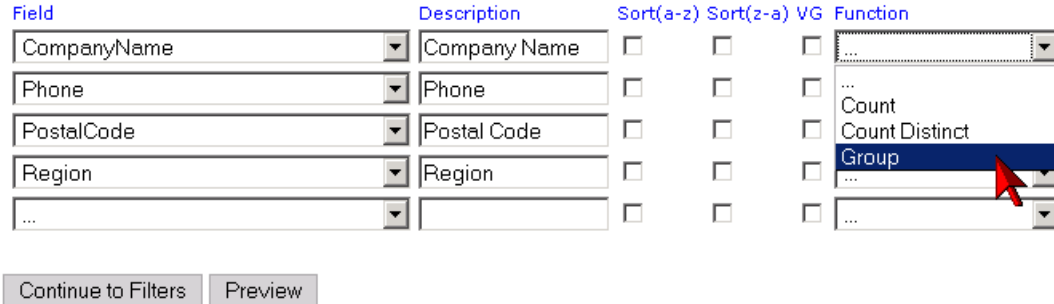 Field Description Sort(a-z) Sort(z-a) VG Function
CompanyName Company Name ...
Phone Phone ...
Count
PostalCode Postal Code Count Distinct
Group
Region Region ...
... ...
Continue to Filters Preview